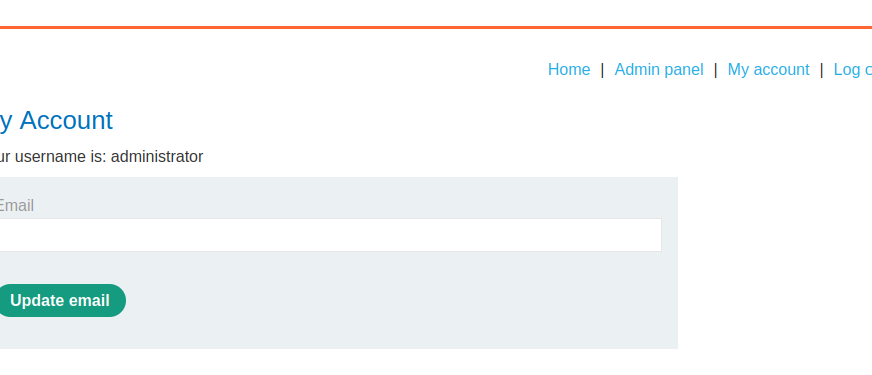 Home | Admin panel | My account | Log
y Account
ur username is: administrator
Email
Update email